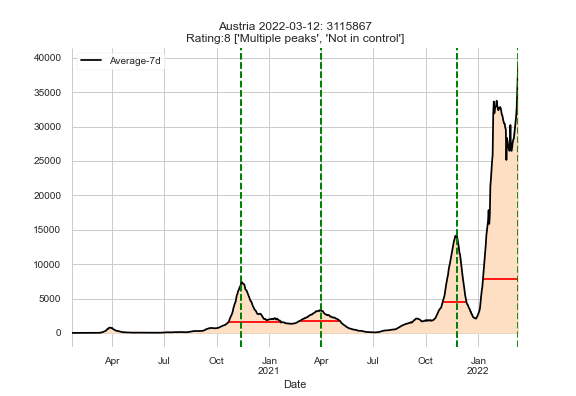 Austria 2022-03-12: 3115867
Rating:8 ['Multiple peaks', 'Not in control']
Average-7d
40000
35000
30000
25000
20000
15000
10000
5000
0
Apr Jul Oct Jan Apr Jul Oct Jan
2021 2022
Date